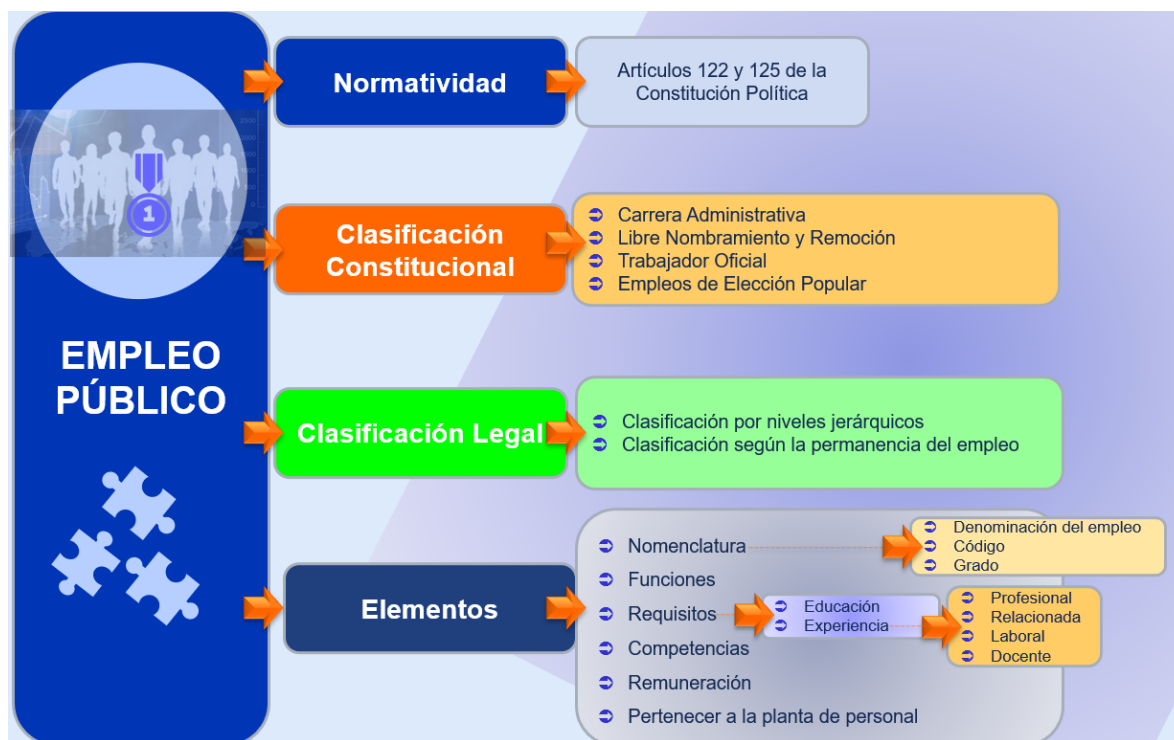 EMPLEO
PÚBLICO
1
Normatividad
Artículos 122 y 125 de la
Constitución Política
Clasificación
Constitucional
Carrera Administrativa
Libre Nombramiento y Remoción
Trabajador Oficial
Empleos de Elección Popular
Clasificación Legal
Clasificación por niveles jerárquicos
Clasificación según la permanencia del empleo
Elementos
Nomenclatura
Denominación del empleo
Código
Grado
Funciones
Requisitos
Educación
Experiencia
Profesional
Relacionada
Laboral
Docente
Competencias
Remuneración
Pertenecer a la planta de personal